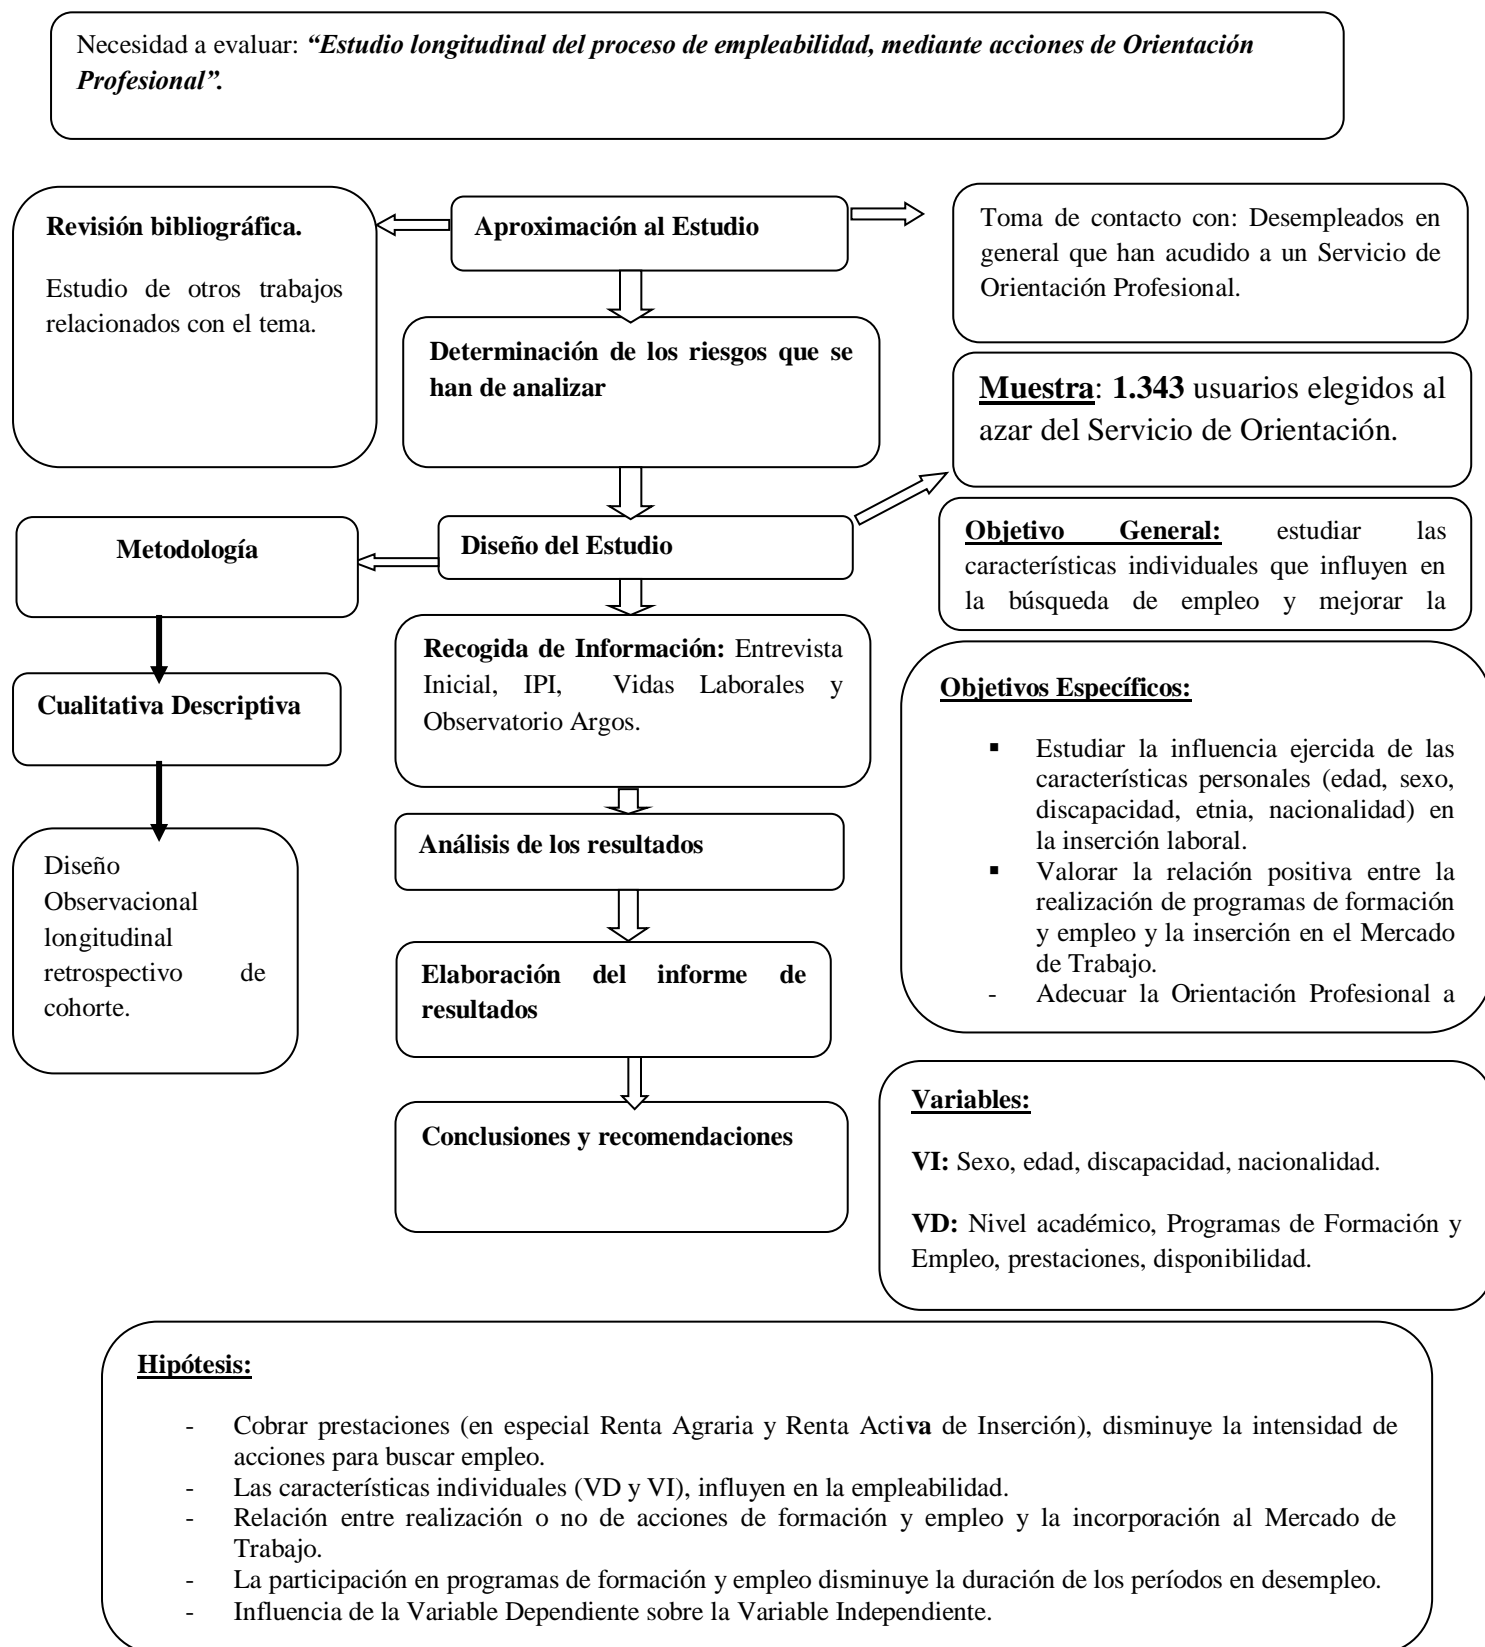 Necesidad a evaluar: “Estudio longitudinal del proceso de empleabilidad, mediante acciones de Orientación
Profesional”.
Revisión bibliográfica.
Estudio de otros trabajos
relacionados con el tema.
Aproximación al Estudio
Toma de contacto con: Desempleados en
general que han acudido a un Servicio de
Orientación Profesional.
Determinación de los riesgos que se
han de analizar
Muestra: 1.343 usuarios elegidos al
azar del Servicio de Orientación.
Metodología
Diseño del Estudio
Objetivo General: estudiar las
características individuales que influyen en
la búsqueda de empleo y mejorar la
Cualitativa Descriptiva
Recogida de Información: Entrevista
Inicial, IPI, Vidas Laborales y
Observatorio Argos.
Objetivos Específicos:
▪ Estudiar la influencia ejercida de las
características personales (edad, sexo,
discapacidad, etnia, nacionalidad) en
la inserción laboral.
▪ Valorar la relación positiva entre la
realización de programas de formación
y empleo y la inserción en el Mercado
de Trabajo.
- Adecuar la Orientación Profesional a
Diseño
Observacional
longitudinal
retrospectivo de
cohorte.
Análisis de los resultados
Elaboración del informe de
resultados
Conclusiones y recomendaciones
Variables:
VI: Sexo, edad, discapacidad, nacionalidad.
VD: Nivel académico, Programas de Formación y
Empleo, prestaciones, disponibilidad.
Hipótesis:
- Cobrar prestaciones (en especial Renta Agraria y Renta Activa de Inserción), disminuye la intensidad de
acciones para buscar empleo.
- Las características individuales (VD y VI), influyen en la empleabilidad.
- Relación entre realización o no de acciones de formación y empleo y la incorporación al Mercado de
Trabajo.
- La participación en programas de formación y empleo disminuye la duración de los períodos en desempleo.
- Influencia de la Variable Dependiente sobre la Variable Independiente.